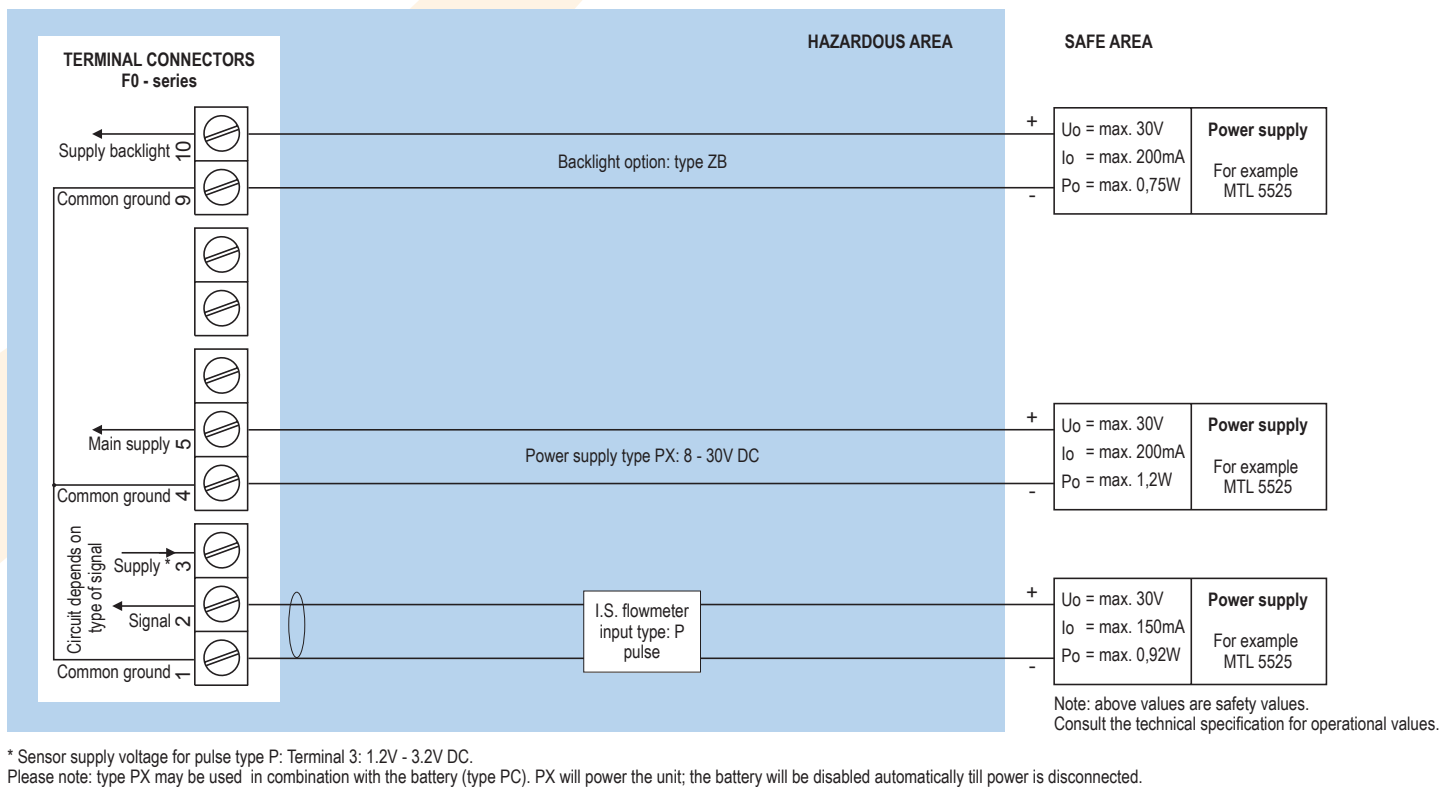 HAZARDOUS AREA
SAFE AREA
TERMINAL CONNECTORS
F0 - series
Supply backlight 10
Common ground 9
Backlight option: type ZB
+
-
Uo = max. 30V
Io = max. 200mA
Po = max. 0,75W
Power supply
For example
MTL 5525
Main supply 5
Common ground 4
Power supply type PX: 8 - 30V DC
+
-
Uo = max. 30V
Io = max. 200mA
Po = max. 1,2W
Power supply
For example
MTL 5525
Circuit depends on
type of signal
Supply * 3
Signal 2
Common ground 1
I.S. flowmeter
input type: P
pulse
+
-
Uo = max. 30V
Io = max. 150mA
Po = max. 0,92W
Power supply
For example
MTL 5525
Note: above values are safety values.
Consult the technical specification for operational values.
* Sensor supply voltage for pulse type P: Terminal 3: 1.2V - 3.2V DC.
Please note: type PX may be used in combination with the battery (type PC). PX will power the unit; the battery will be disabled automatically till power is disconnected.